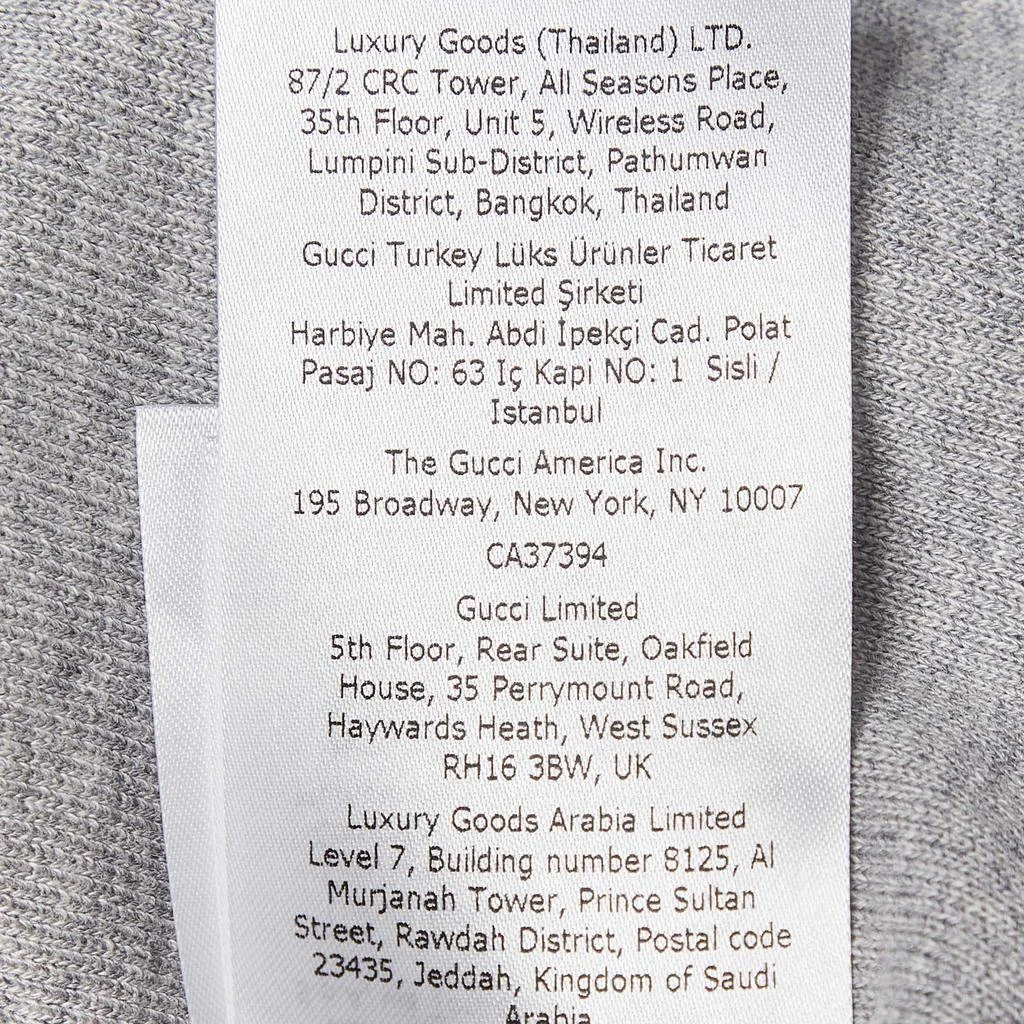 Luxury Goods (Thailand) LTD.
87/2 CRC Tower, All Seasons Place,
35th Floor, Unit 5, Wireless Road,
Lumpini Sub-District, Pathumwan
District, Bangkok, Thailand
Gucci Turkey Lüks Ürünler Ticaret
Limited Şirketi
Harbiye Mah. Abdi İpekçi Cad. Polat
Pasaj NO: 63 Iç Kapi NO: 1 Sisli /
Istanbul
The Gucci America Inc.
195 Broadway, New York, NY 10007
CA37394
Gucci Limited
5th Floor, Rear Suite, Oakfield
House, 35 Perrymount Road,
Haywards Heath, West Sussex
RH16 3BW, UK
Luxury Goods Arabia Limited
Level 7, Building number 8125, Al
Murjanah Tower, Prince Sultan
Street, Rawdah District, Postal code
23435, Jeddah, Kingdom of Saudi
Arabia